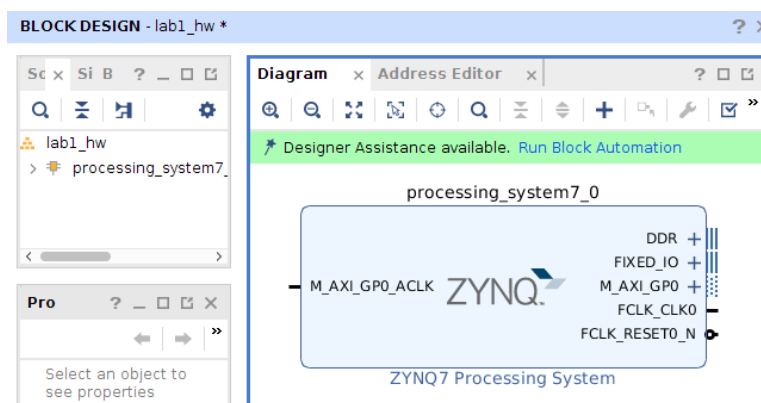 BLOCK DESIGN - lab1_hw *
?
Sc Si B ?
lab1_hw
processing_system7_
Pro ?
Select an object to
see properties
Diagram Address Editor ?
Designer Assistance available. Run Block Automation
processing_system7_0
DDR
FIXED_IO
M_AXI_GP0_ACLK ZYNQ. M_AXI_GP0
FCLK_CLK0
FCLK_RESET0_N
ZYNQ7 Processing System